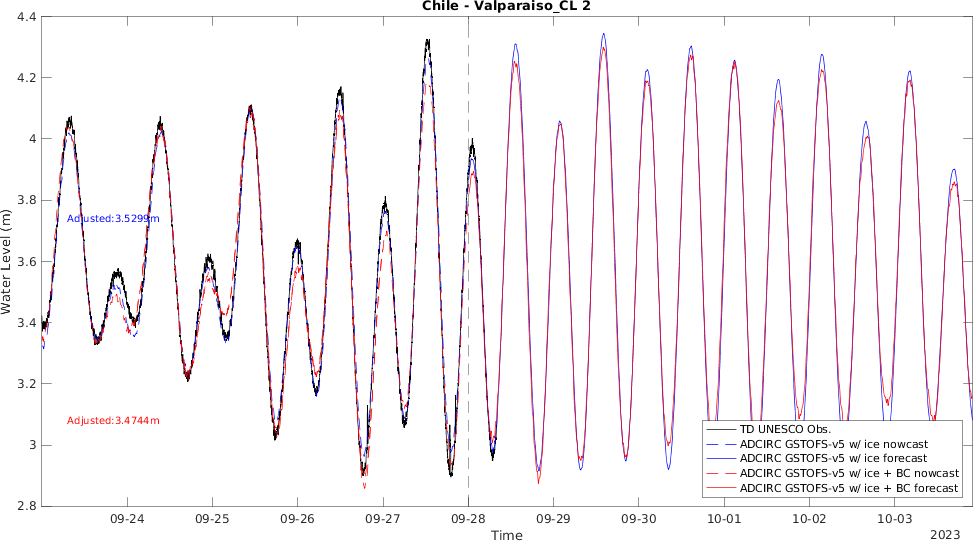 Chile - Valparaiso_CL 2
Water Level (m)
4.4
4.2
4
3.8
3.6
3.4
3.2
3
2.8
Adjusted:3.5299m
Adjusted:3.4744m
TD UNESCO Obs.
ADCIRC GSTOFS-v5 w/ ice nowcast
ADCIRC GSTOFS-v5 w/ ice forecast
ADCIRC GSTOFS-v5 w/ ice + BC nowcast
ADCIRC GSTOFS-v5 w/ ice + BC forecast
09-24 09-25 09-26 09-27 09-28 09-29 09-30 10-01 10-02 10-03
Time
2023